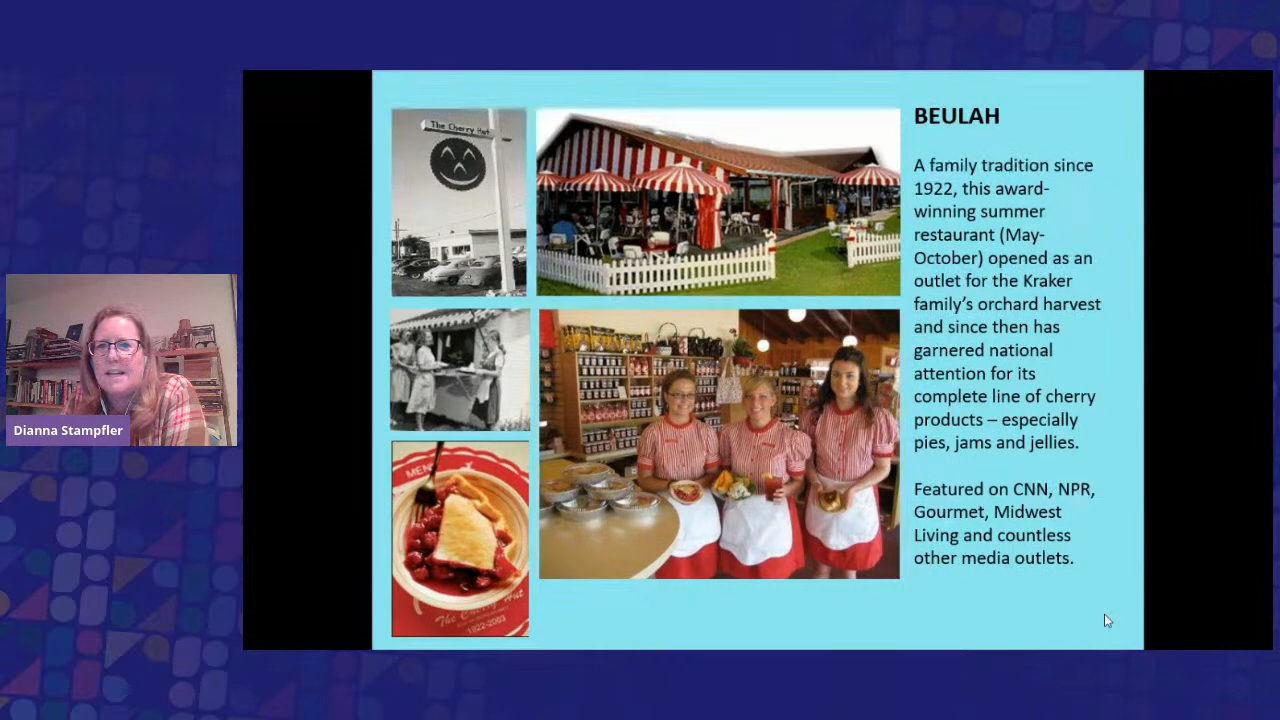 The Cherry Hut
BEULAH
A family tradition since
1922, this award-
winning summer
restaurant (May-
October) opened as an
outlet for the Kraker
family’s orchard harvest
and since then has
garnered national
attention for its
complete line of cherry
products – especially
pies, jams and jellies.
Featured on CNN, NPR,
Gourmet, Midwest
Living and countless
other media outlets.
Dianna Stampfler
MENU
The Cherry Hut
1922-2003